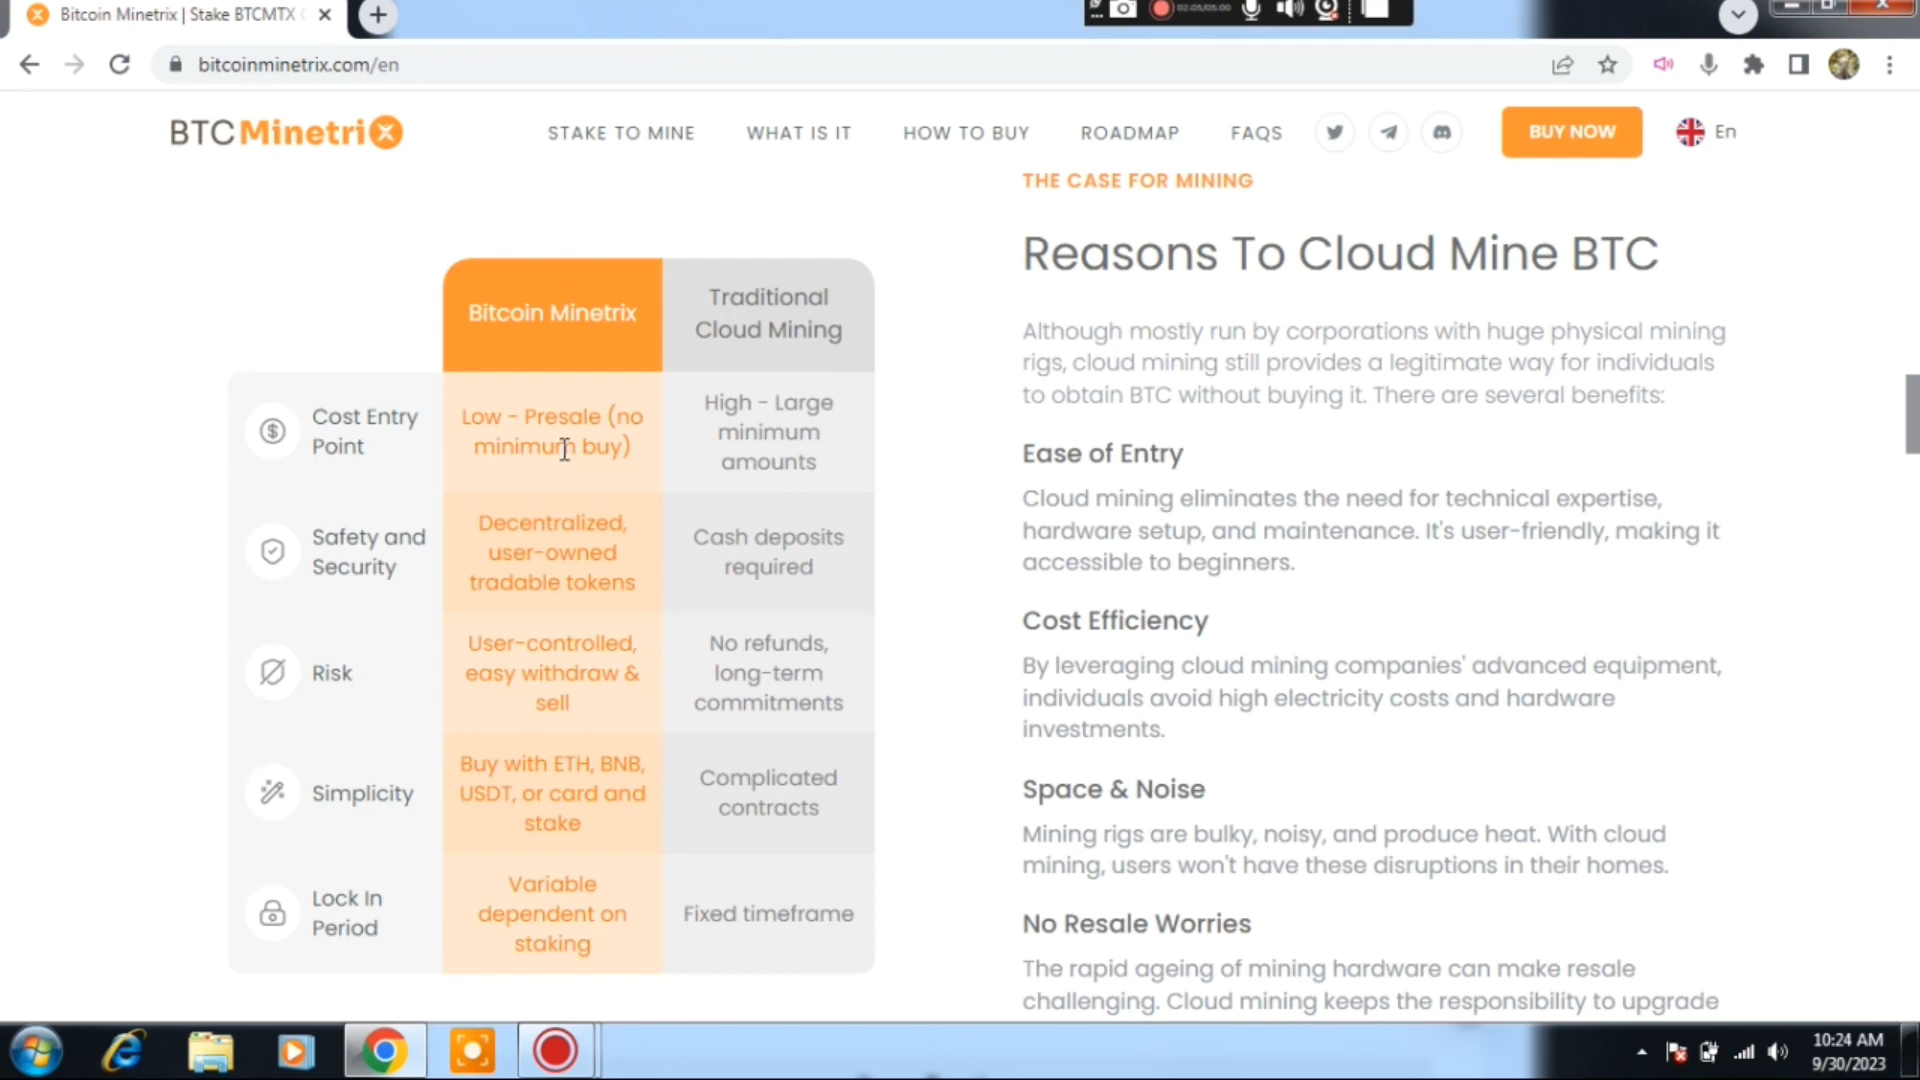 Bitcoin Minetrix | Stake BTCMTX
02:05/05:00
bitcoinminetrix.com/en
BTC Minetrix
STAKE TO MINE
WHAT IS IT
HOW TO BUY
ROADMAP
FAQS
BUY NOW
En
Bitcoin Minetrix
Traditional
Cloud Mining
Cost Entry
Point
Low - Presale (no
minimum buy)
High - Large
minimum
amounts
Safety and
Security
Decentralized,
user-owned
tradable tokens
Cash deposits
required
Risk
User-controlled,
easy withdraw &
sell
No refunds,
long-term
commitments
Simplicity
Buy with ETH, BNB,
USDT, or card and
stake
Complicated
contracts
Lock In
Period
Variable
dependent on
staking
Fixed timeframe
THE CASE FOR MINING
Reasons To Cloud Mine BTC
Although mostly run by corporations with huge physical mining
rigs, cloud mining still provides a legitimate way for individuals
to obtain BTC without buying it. There are several benefits:
Ease of Entry
Cloud mining eliminates the need for technical expertise,
hardware setup, and maintenance. It's user-friendly, making it
accessible to beginners.
Cost Efficiency
By leveraging cloud mining companies' advanced equipment,
individuals avoid high electricity costs and hardware
investments.
Space & Noise
Mining rigs are bulky, noisy, and produce heat. With cloud
mining, users won't have these disruptions in their homes.
No Resale Worries
The rapid ageing of mining hardware can make resale
challenging. Cloud mining keeps the responsibility to upgrade
10:24 AM
9/30/2023